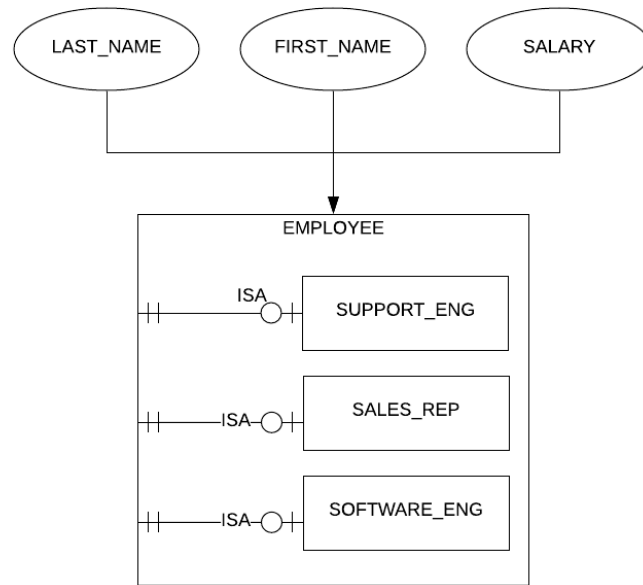 LAST_NAME
FIRST_NAME
SALARY
EMPLOYEE
ISA
SUPPORT_ENG
ISA
SALES_REP
ISA
SOFTWARE_ENG